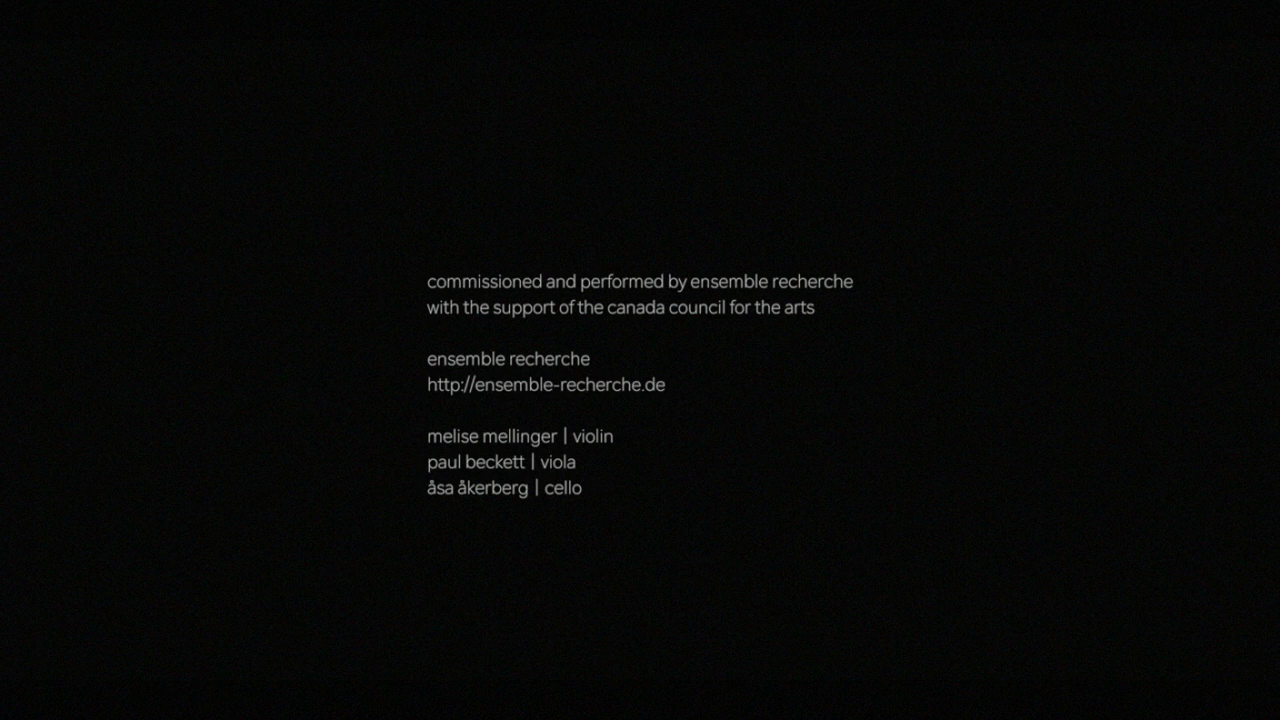 commissioned and performed by ensemble recherche
with the support of the canada council for the arts
ensemble recherche
http://ensemble-recherche.de
melise mellinger | violin
paul beckett | viola
åsa åkerberg | cello